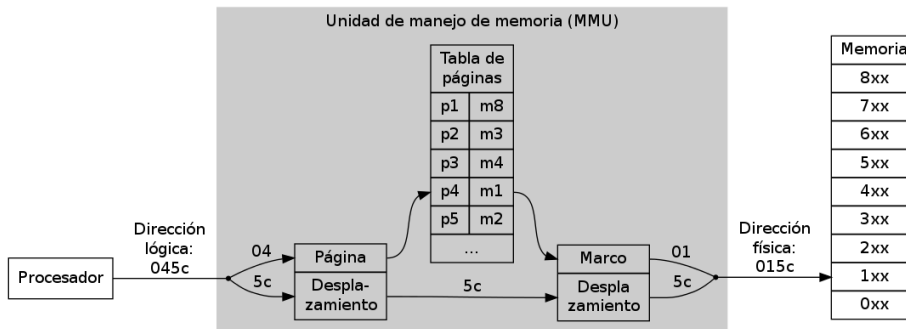 Unidad de manejo de memoria (MMU)
Procesador
Dirección
lógica:
045c
04
5c
Página
Despla-
zamiento
Tabla de
páginas
p1 m8
p2 m3
p3 m4
p4 m1
p5 m2
...
5c
Marco
Despla
zamiento
01
5c
Dirección
física:
015c
Memoria
8xx
7xx
6xx
5xx
4xx
3xx
2xx
1xx
0xx